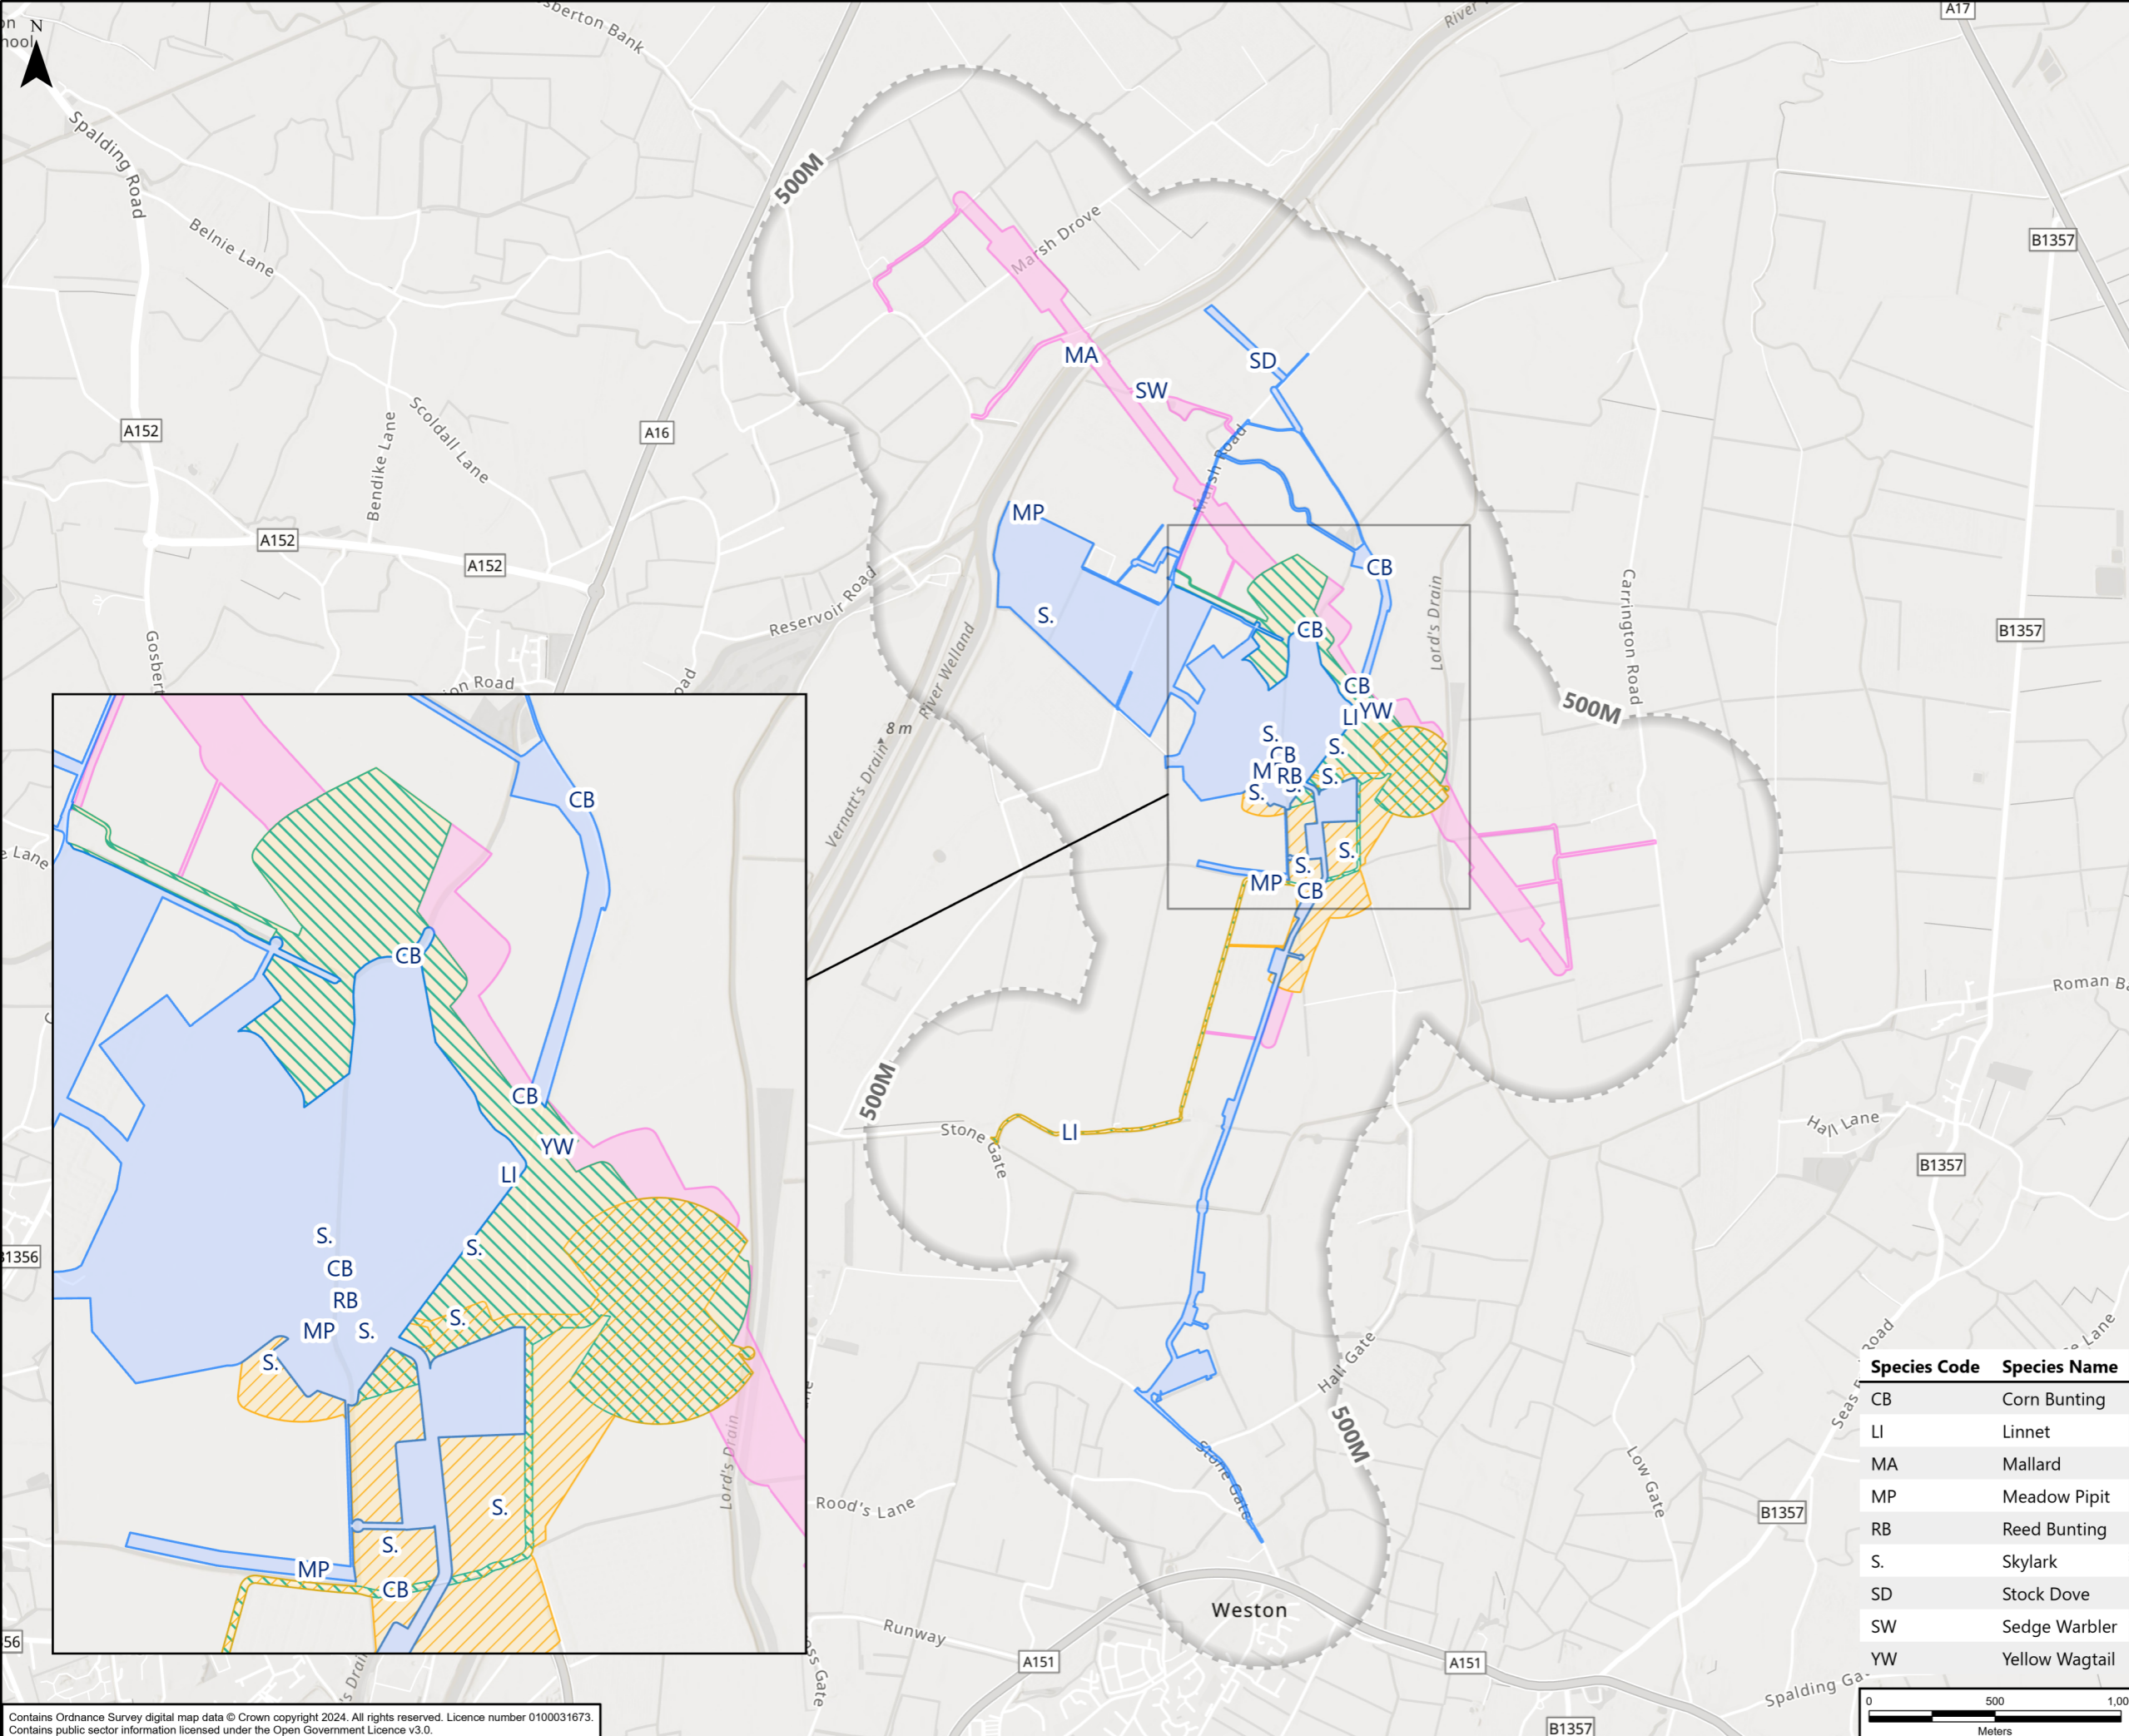 N
Spalding Road
Belnie Lane
A17
500M
Marsh Drove
B1357
MA
SD
SW
A152
Bendike Lane
Scoldall Lane
A16
Marsh Road
MP
A152
A152
CB
Reservoir Road
S.
Lord's Drain
Carrington Road
B1357
CB
River Welland
CB
LI
YW
500M
8 m
Vernatt's Drain
S.
S.
CB
RB
S.
S.
S.
S.
MP
CB
Roman
500M
Stone Gate
LI
Hall Lane
B1357
Hall Gate
500M
Stone Gate
Low Gate
B1357
Rood's Lane
Runway
Weston
A151
A151
B1357
CB
CB
CB
YW
LI
S.
S.
CB
RB
MP
S.
S.
S.
S.
S.
MP
CB
Lord's Drain
Species Code Species Name
CB Corn Bunting
LI Linnet
MA Mallard
MP Meadow Pipit
RB Reed Bunting
S. Skylark
SD Stock Dove
SW Sedge Warbler
YW Yellow Wagtail
0 500
Meters
Contains Ordnance Survey digital map data © Crown copyright 2024. All rights reserved. Licence number 0100031673.
Contains public sector information licensed under the Open Government Licence v3.0.